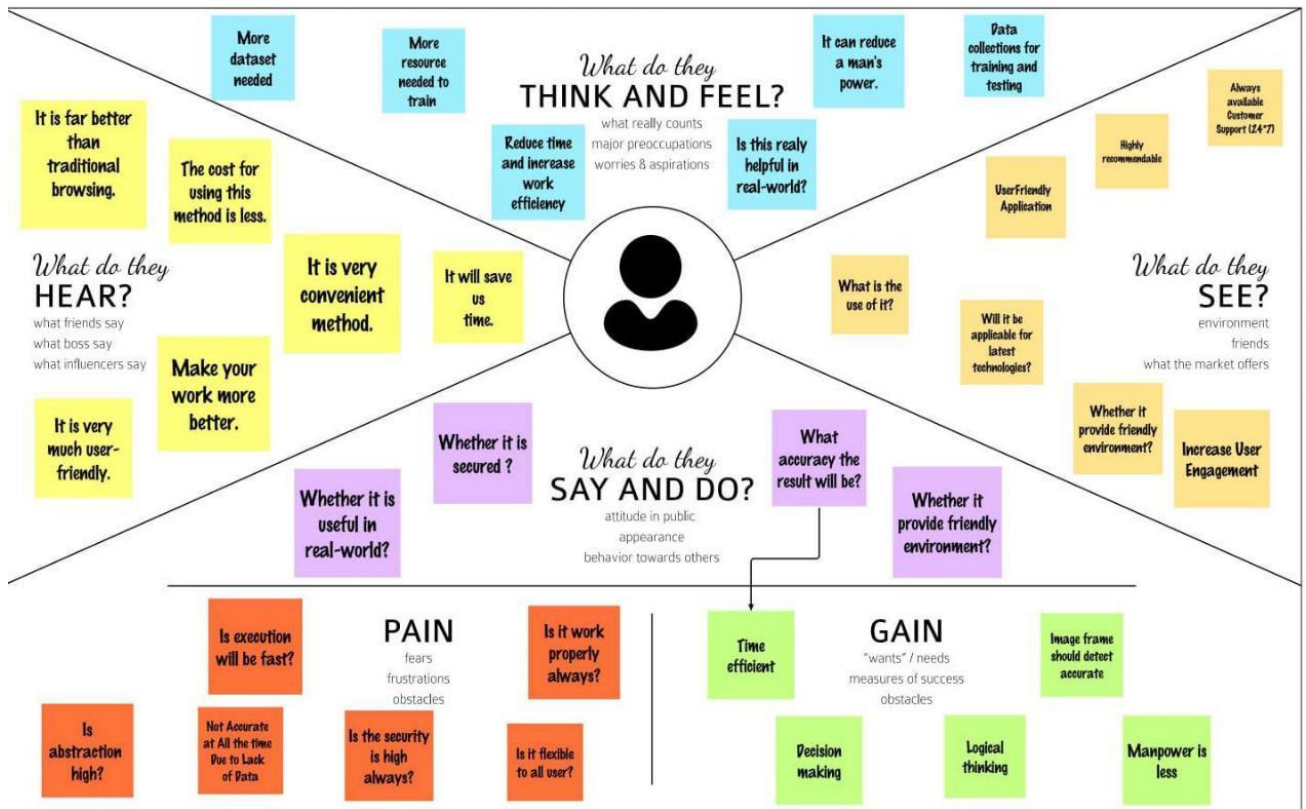 More
dataset
needed
More
resource
needed to
train
What do they
THINK AND FEEL?
what really counts
major preoccupations
worries & aspirations
It can reduce
a man's
power.
Data
collections for
training and
testing
Reduce time
and increase
work
efficiency
Is this realy
helpful in
real-world?
It is far better
than
traditional
browsing.
The cost for
using this
method is less.
It is very
convenient
method.
It will save
us
time.
What do they
HEAR?
what friends say
what boss say
what influencers say
Make your
work more
better.
It is very
much user-
friendly.
Always
available
Customer
Support (24*7)
Highly
recommendable
UserFriendly
Application
What is the
use of it?
What do they
SEE?
environment
friends
what the market offers
Will it be
applicable for
latest
technologies?
Whether it
provide friendly
environment?
Increase User
Engagement
Whether it is
secured ?
Whether it is
useful in
real-world?
What do they
SAY AND DO?
attitude in public
appearance
behavior towards others
What
accuracy the
result will be?
Whether it
provide friendly
environment?
Is execution
will be fast?
PAIN
fears
frustrations
obstacles
Is it work
properly
always?
Is
abstraction
high?
Not Accurate
at All the time
Due to Lack
of Data
Is the security
is high
always?
Is it flexible
to all user?
Time
efficient
GAIN
"wants" / needs
measures of success
obstacles
Image frame
should detect
accurate
Decision
making
Logical
thinking
Manpower is
less